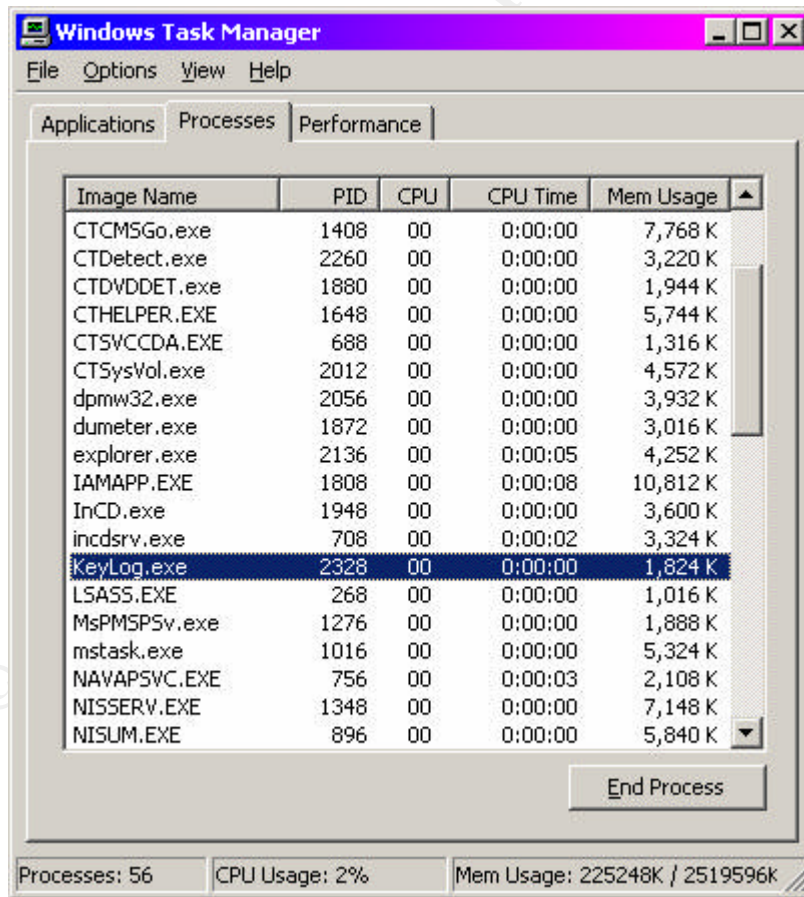 Windows Task Manager
File Options View Help
Applications Processes Performance
Image Name PID CPU CPU Time Mem Usage
CTCMSGo.exe 1408 00 0:00:00 7,768 K
CTDetect.exe 2260 00 0:00:00 3,220 K
CTDVDDET.exe 1880 00 0:00:00 1,944 K
CTHELPER.EXE 1648 00 0:00:00 5,744 K
CTSVCCDA.EXE 688 00 0:00:00 1,316 K
CTSysVol.exe 2012 00 0:00:00 4,572 K
dpmw32.exe 2056 00 0:00:00 3,932 K
dumeter.exe 1872 00 0:00:00 3,016 K
explorer.exe 2136 00 0:00:05 4,252 K
IAMAPP.EXE 1808 00 0:00:08 10,812 K
InCD.exe 1948 00 0:00:00 3,600 K
incdsrv.exe 708 00 0:00:02 3,324 K
KeyLog.exe 2328 00 0:00:00 1,824 K
LSASS.EXE 268 00 0:00:00 1,016 K
MsPMSPSv.exe 1276 00 0:00:00 1,888 K
mstask.exe 1016 00 0:00:00 5,324 K
NAVAPSVC.EXE 756 00 0:00:03 2,108 K
NISSERV.EXE 1348 00 0:00:00 7,148 K
NISUM.EXE 896 00 0:00:00 5,840 K
End Process
Processes: 56 CPU Usage: 2% Mem Usage: 225248K / 2519596K